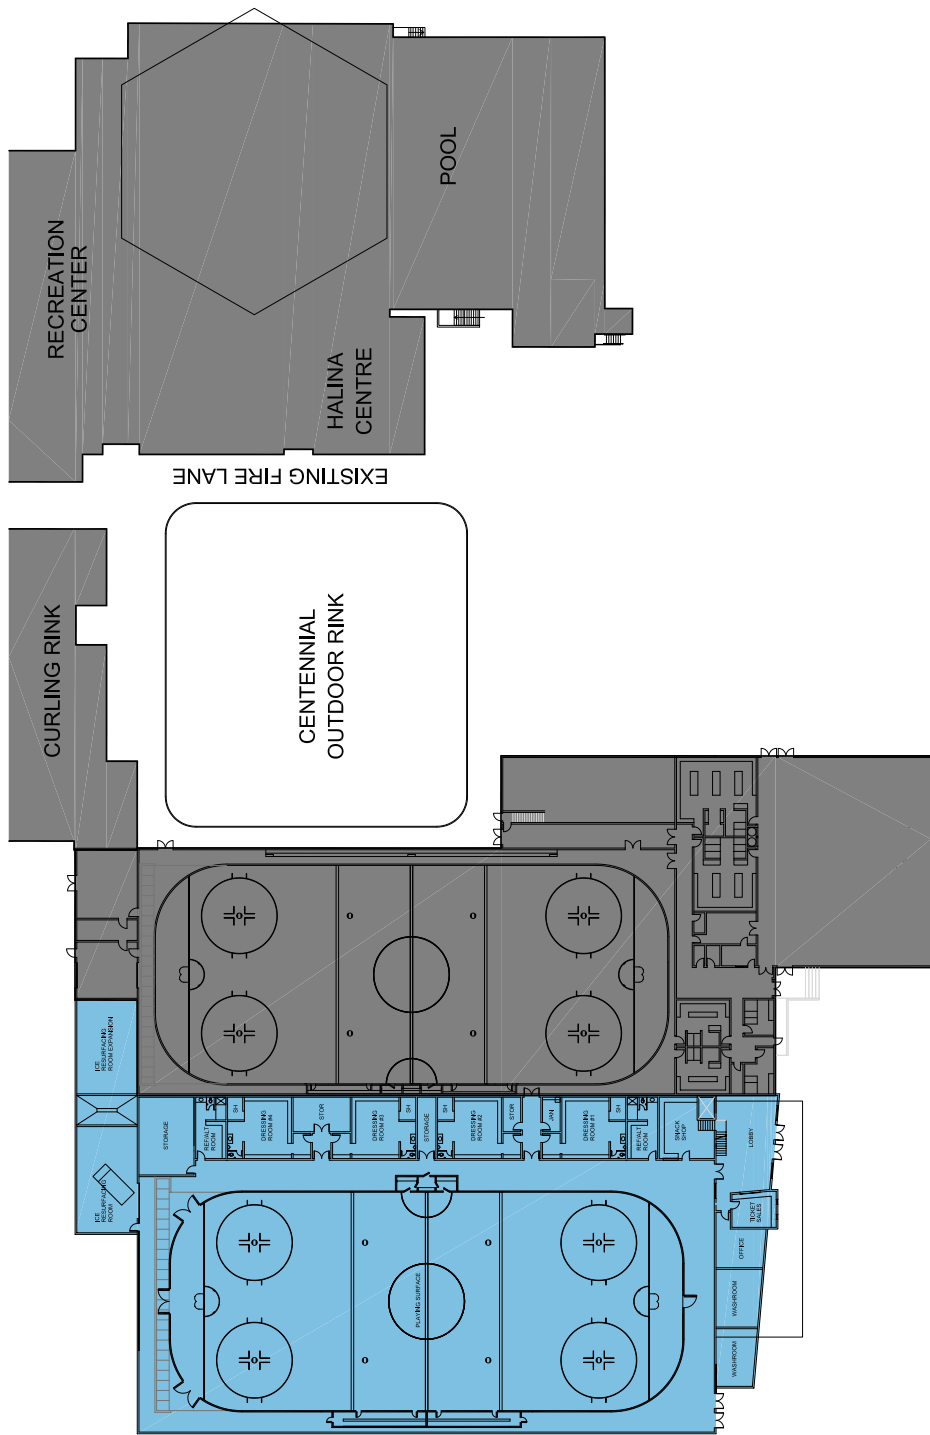 RECREATION
CENTER
POOL
HALINA
CENTRE
EXISTING FIRE LANE
CURLING RINK
CENTENNIAL
OUTDOOR RINK
ICE
RESURFACING
ROOM EXPANSION
ICE
RESURFACING
ROOM
STORAGE
REF/ALT
ROOM
SH
DRESSING
ROOM #4
STOR
DRESSING
ROOM #3
SH
STORAGE
SH
DRESSING
ROOM #2
STOR
JAN
DRESSING
ROOM #1
SH
REF/ALT
ROOM
SNACK
SHOP
LOBBY
TICKET
SALES
OFFICE
WASHROOM
WASHROOM
PLAYING SURFACE